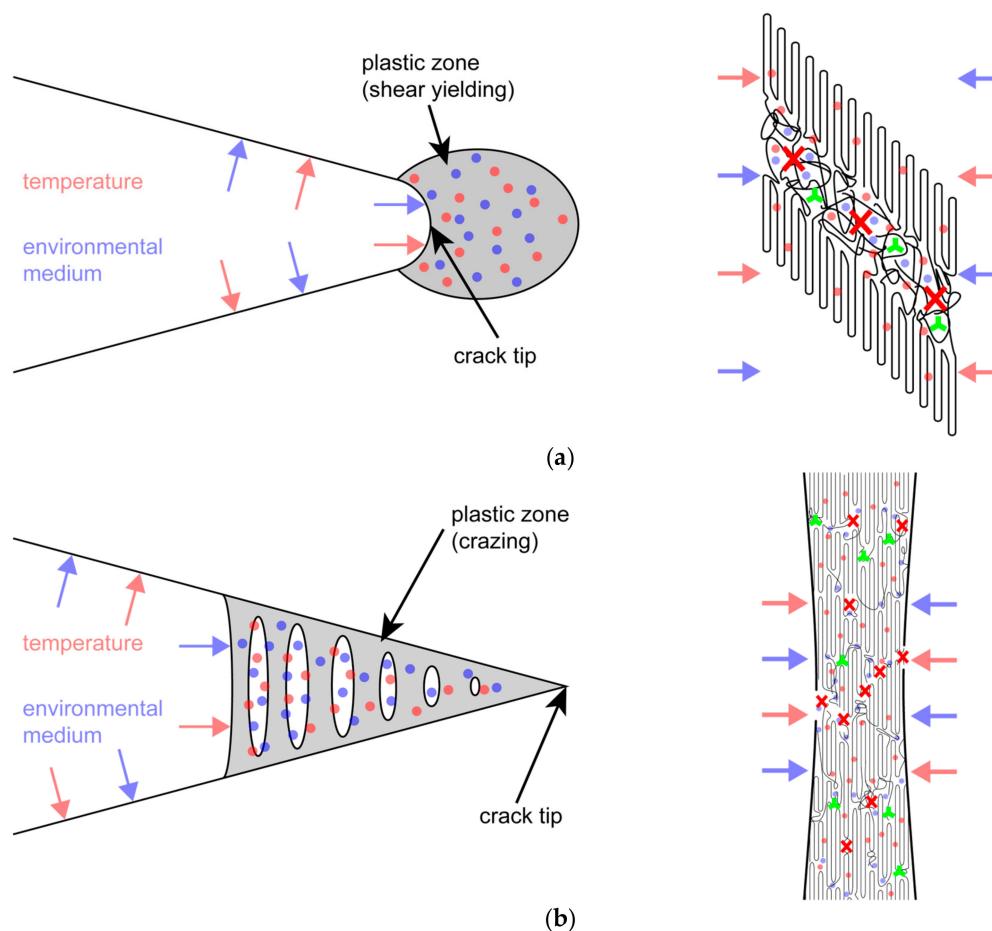 plastic zone
(shear yielding)
temperature
environmental
medium
crack tip
(a)
plastic zone
(crazing)
temperature
environmental
medium
crack tip
(b)